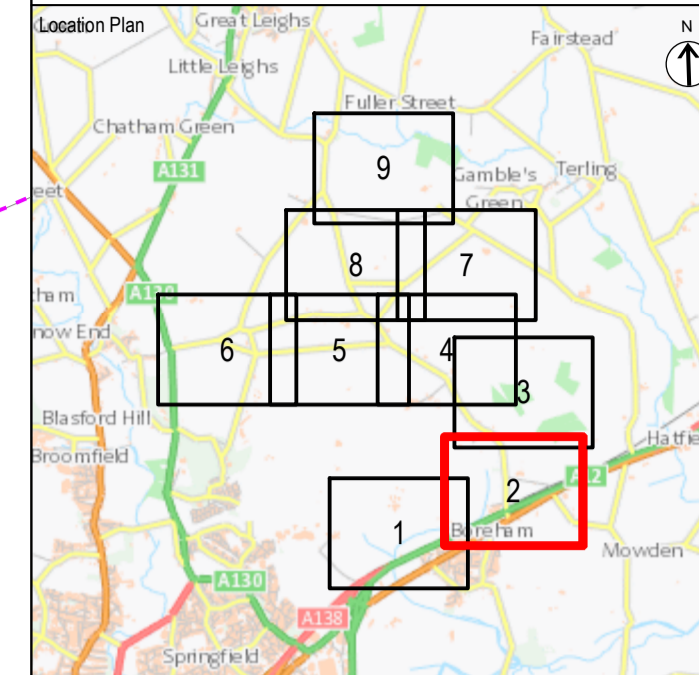 Location Plan
Great Leighs
N
Fairstead
Little Leighs
Fuller Street
Chatham Green
A131
9
Gamble's
Green
Terling
eet
8
7
A130
ham
now End
6
5
4
3
Blasford Hill
Broomfield
Hatfie
2
A12
1
Boreham
Mowden
A130
A138
Springfield